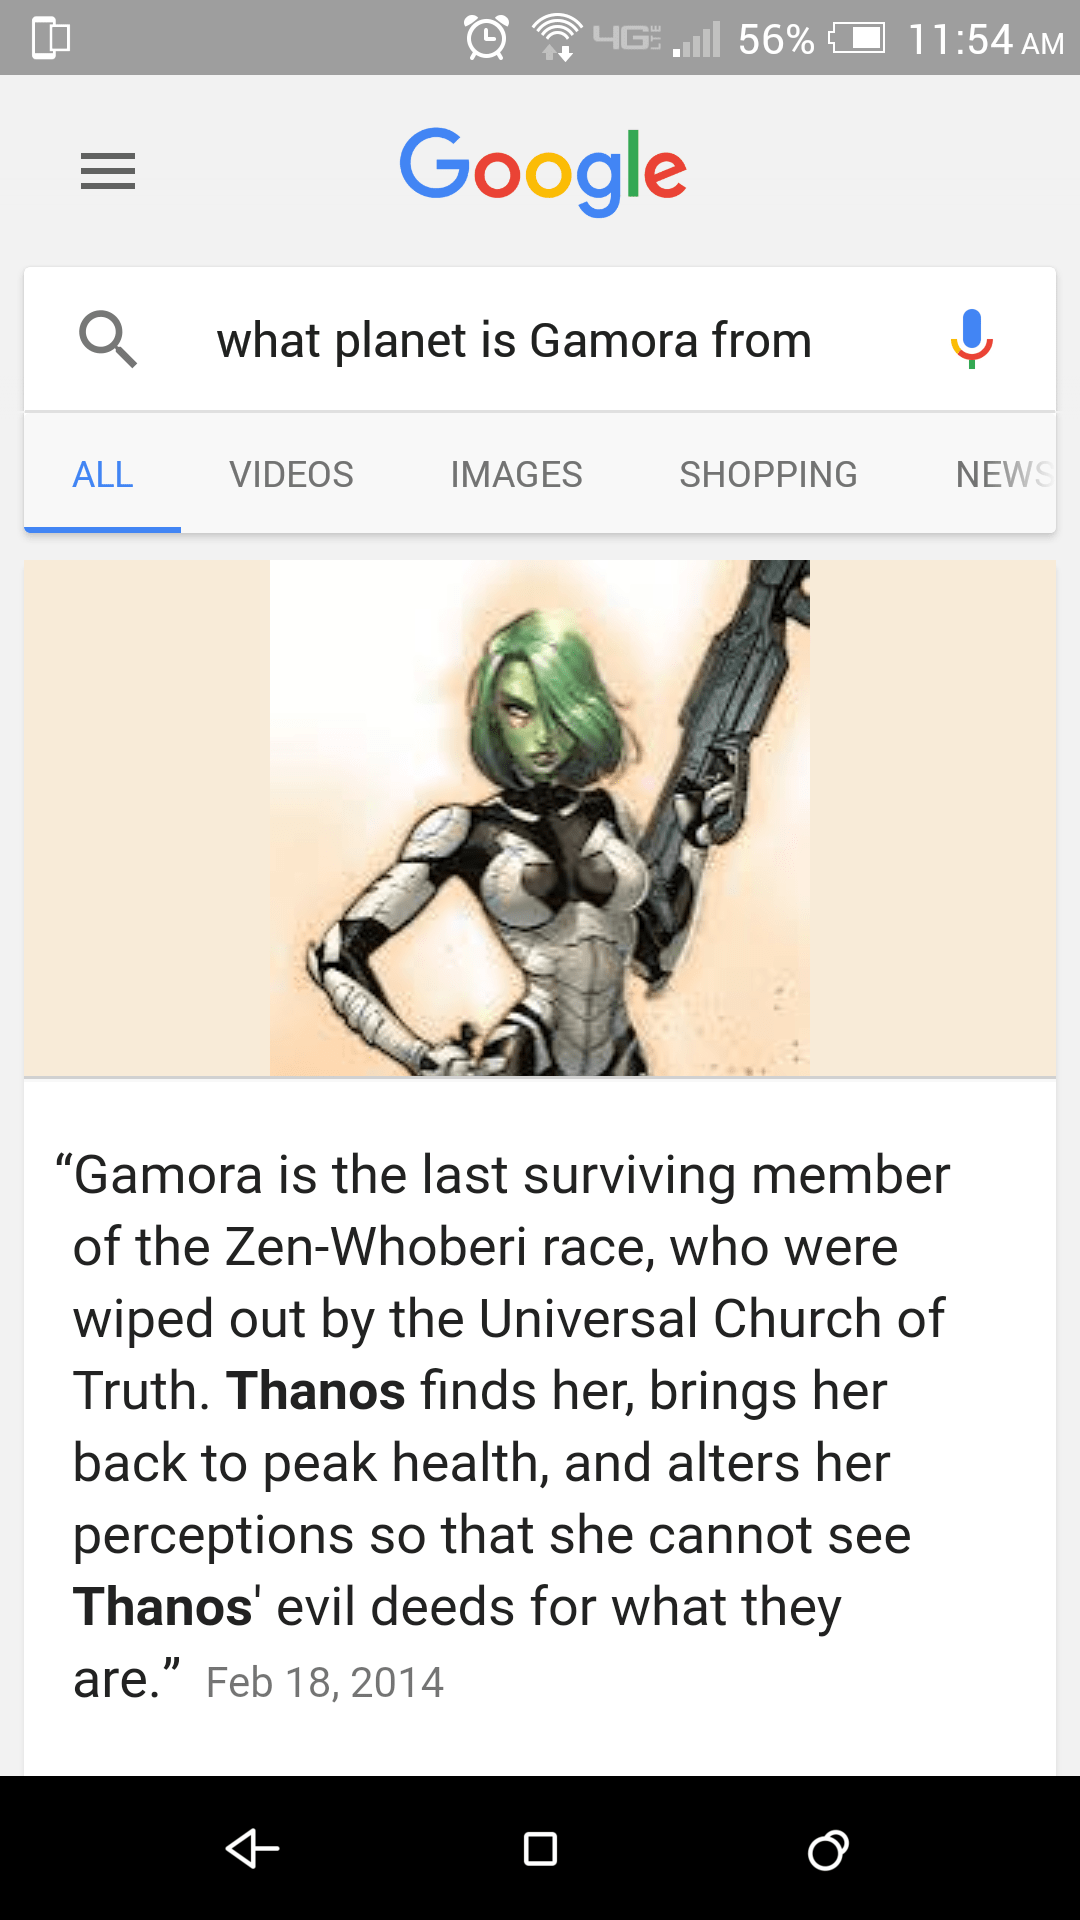 4G LTE 56% 11:54 AM
Google
what planet is Gamora from
ALL VIDEOS IMAGES SHOPPING NEWS
“Gamora is the last surviving member
of the Zen-Whoberi race, who were
wiped out by the Universal Church of
Truth. Thanos finds her, brings her
back to peak health, and alters her
perceptions so that she cannot see
Thanos' evil deeds for what they
are.” Feb 18, 2014